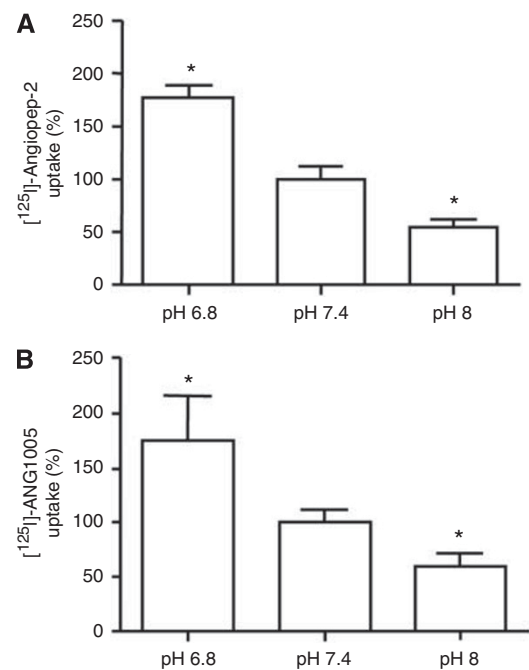 A
[¹²⁵I]-Angiopep-2
uptake (%)
250
200
150
100
50
0
*
*
pH 6.8
pH 7.4
pH 8
B
[¹²⁵I]-ANG1005
uptake (%)
250
200
150
100
50
0
*
*
pH 6.8
pH 7.4
pH 8